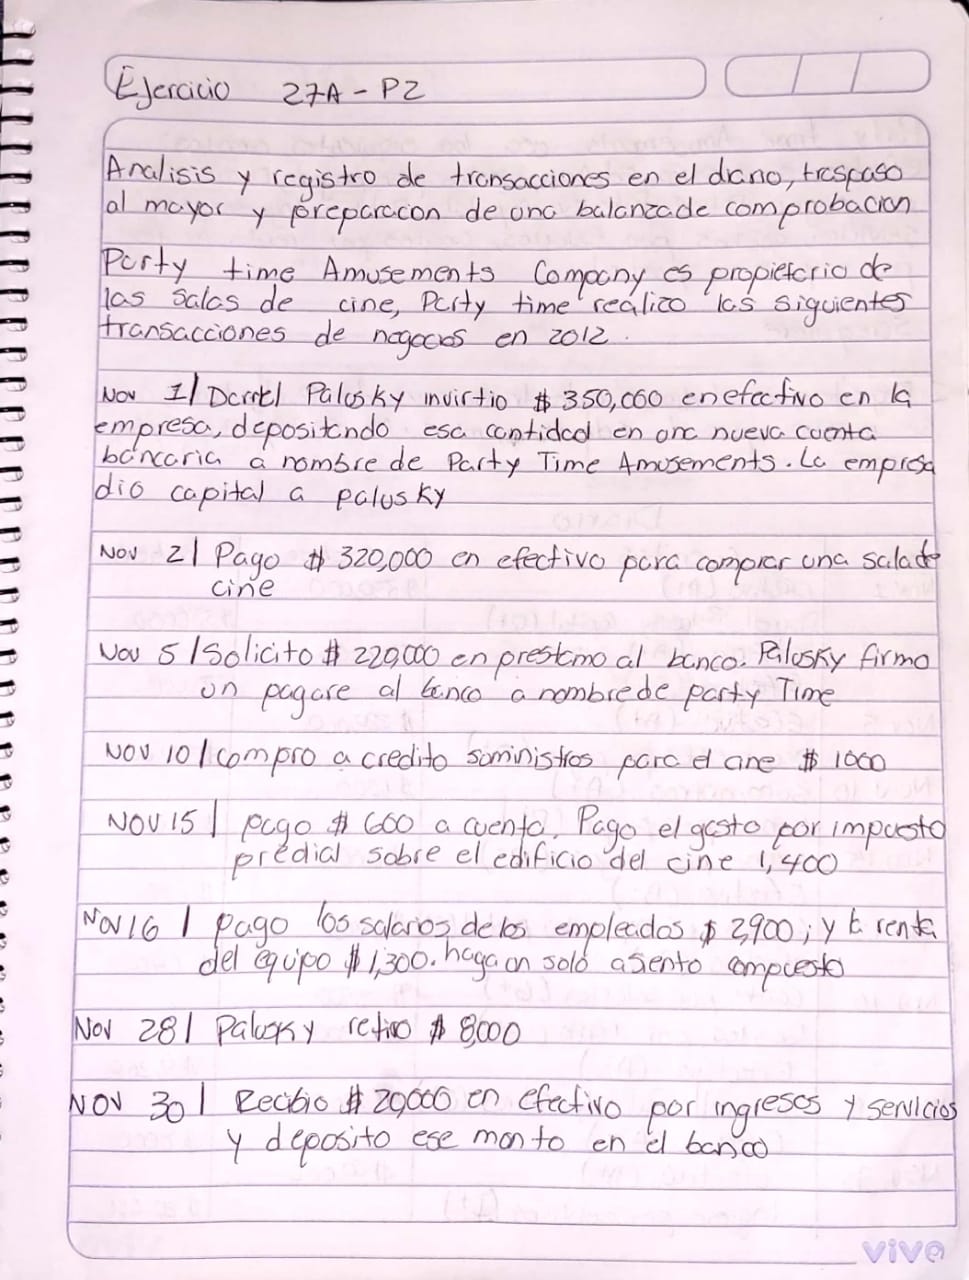 Ejercicio 27A - P2
Analisis y registro de transacciones en el diario, traspaso
al mayor y preparacion de una balanza de comprobacion
Party time Amusements Company es propietario de
las salas de cine, Party time realizo las siguientes
transacciones de negocios en 2012.
Nov 1/ Darrel Palusky invirtio $ 350,000 en efectivo en la
empresa, depositando esa cantidad en una nueva cuenta
bancaria a nombre de Party Time Amusements. La empresa
dio capital a palusky
Nov 2/ Pago $ 320,000 en efectivo para comprar una sala de
cine
Nov 5 / Solicito $ 220,000 en prestamo al banco. Palusky firmo
un pagare al banco a nombre de party Time
NOV 10 / compro a credito suministros para el cine $ 1000
NOV 15 / pago $ 600 a cuenta. Pago el gasto por impuesto
predial sobre el edificio del cine 1,400
Nov 16 / pago los salarios de los empleados $ 2,900; y la renta
del equipo $ 1,300. haga un solo asiento compuesto
Nov 28 / Palusky retiro $ 8,000
NOV 30 / Recibio $ 20,000 en efectivo por ingresos y servicios
y deposito ese monto en el banco
vivo